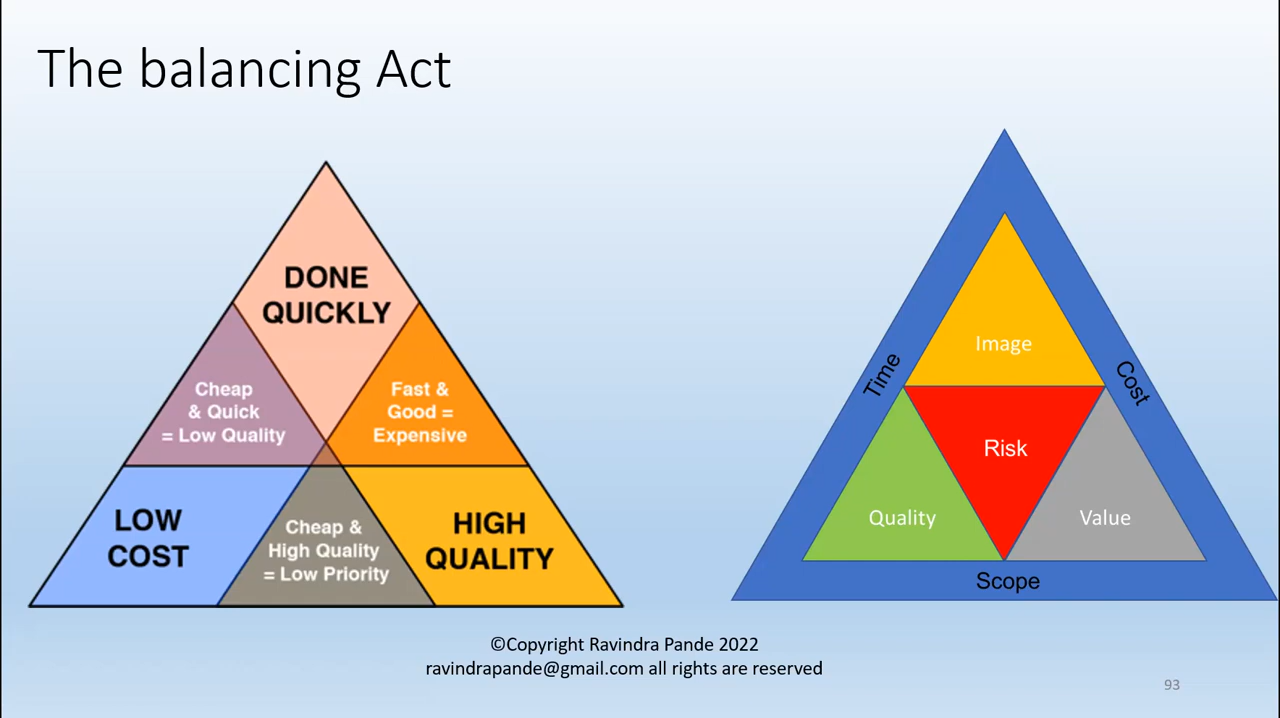 The balancing Act
DONE
QUICKLY
Cheap
& Quick
= Low Quality
Fast &
Good =
Expensive
LOW
COST
Cheap &
High Quality
= Low Priority
HIGH
QUALITY
Time
Cost
Image
Risk
Quality
Value
Scope
©Copyright Ravindra Pande 2022
ravindrapande@gmail.com all rights are reserved
93